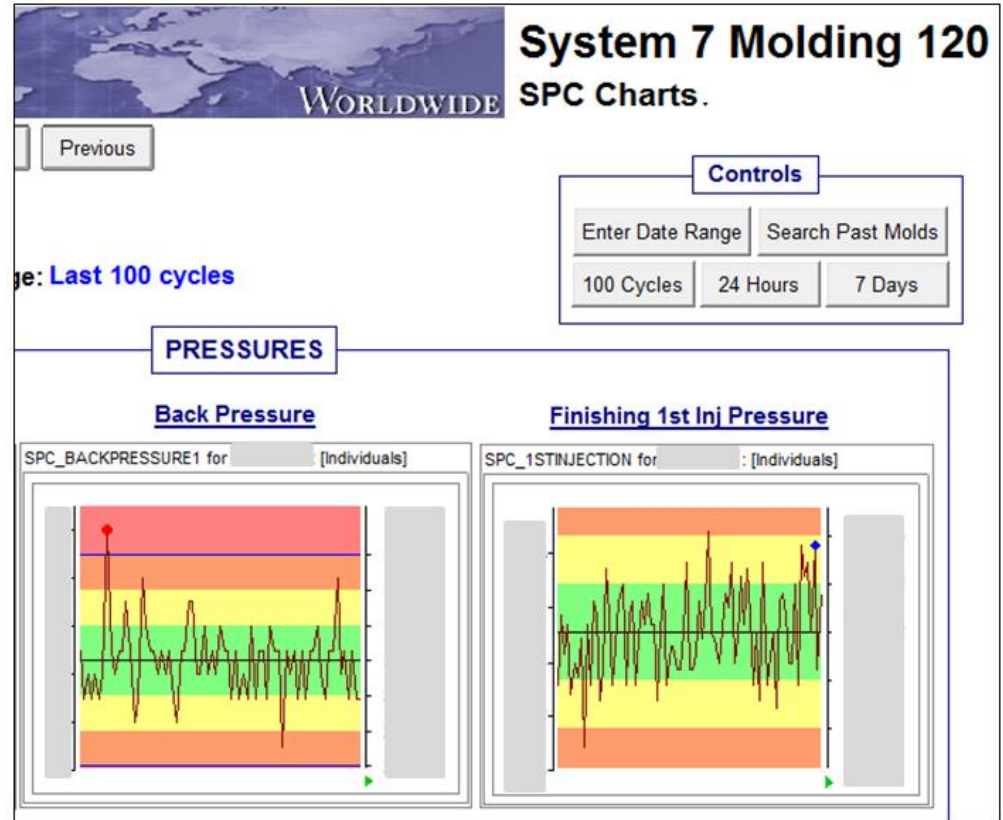 WORLDWIDE
System 7 Molding 120
SPC Charts.
Previous
Controls
Enter Date Range
Search Past Molds
100 Cycles
24 Hours
7 Days
ge: Last 100 cycles
PRESSURES
Back Pressure
Finishing 1st Inj Pressure
SPC_BACKPRESSURE1 for : [Individuals]
SPC_1STINJECTION for : [Individuals]